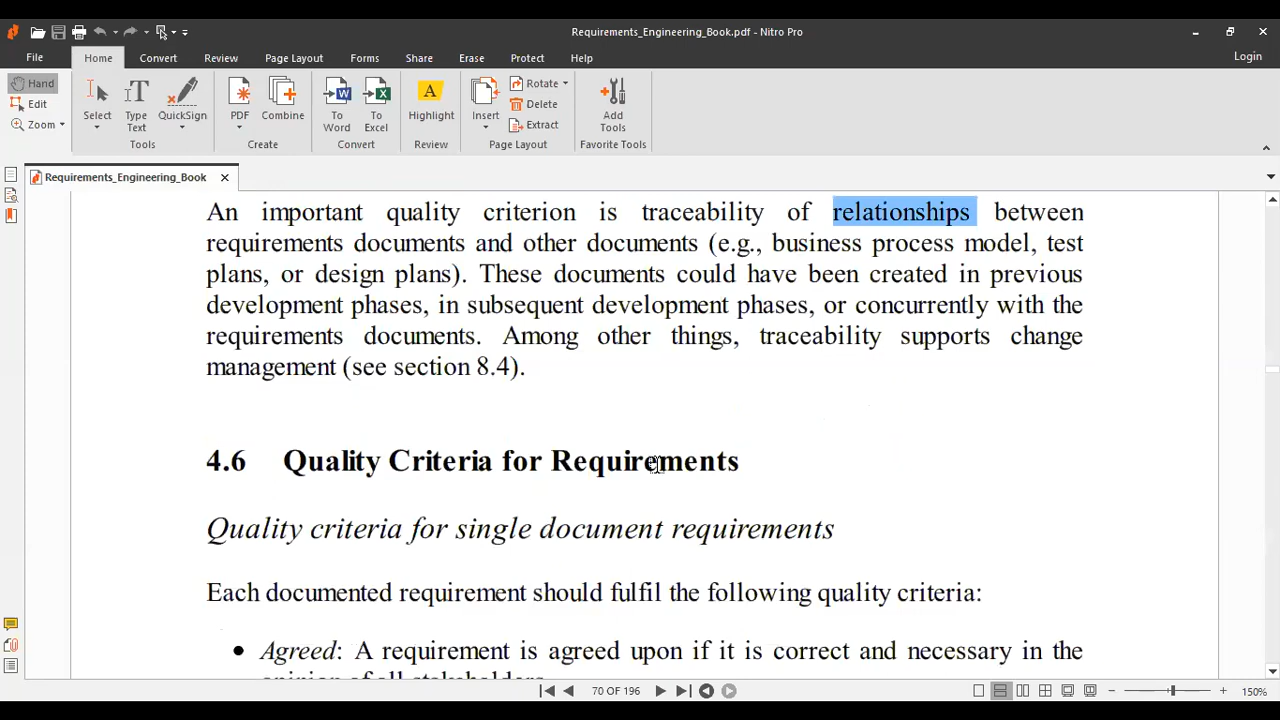 Requirements_Engineering_Book.pdf - Nitro Pro
File Home Convert Review Page Layout Forms Share Erase Protect Help Login
Hand
Edit
Zoom
Select
Type
Text
QuickSign
Tools
PDF
Combine
Create
To
Word
To
Excel
Convert
Highlight
Review
Insert
Rotate
Delete
Extract
Page Layout
Add
Tools
Favorite Tools
Requirements_Engineering_Book
An important quality criterion is traceability of relationships between
requirements documents and other documents (e.g., business process model, test
plans, or design plans). These documents could have been created in previous
development phases, in subsequent development phases, or concurrently with the
requirements documents. Among other things, traceability supports change
management (see section 8.4).
4.6 Quality Criteria for Requirements
Quality criteria for single document requirements
Each documented requirement should fulfil the following quality criteria:
• Agreed: A requirement is agreed upon if it is correct and necessary in the
opinion of all stakeholders
70 OF 196
150%